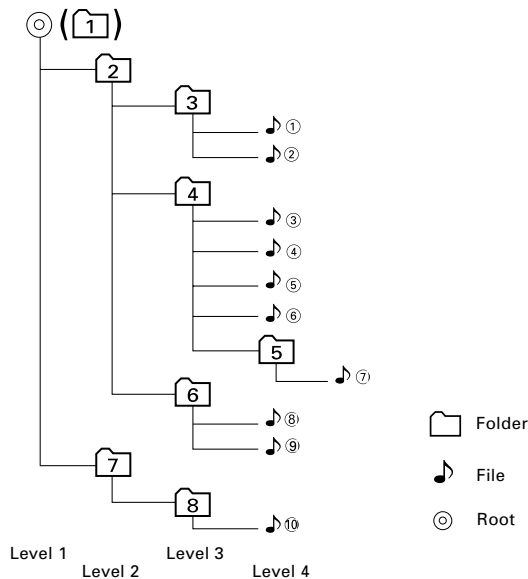 (1)
2
3
①
②
4
③
④
⑤
⑥
5
⑦
6
⑧
⑨
7
8
⑩
Folder
File
Root
Level 1
Level 2
Level 3
Level 4